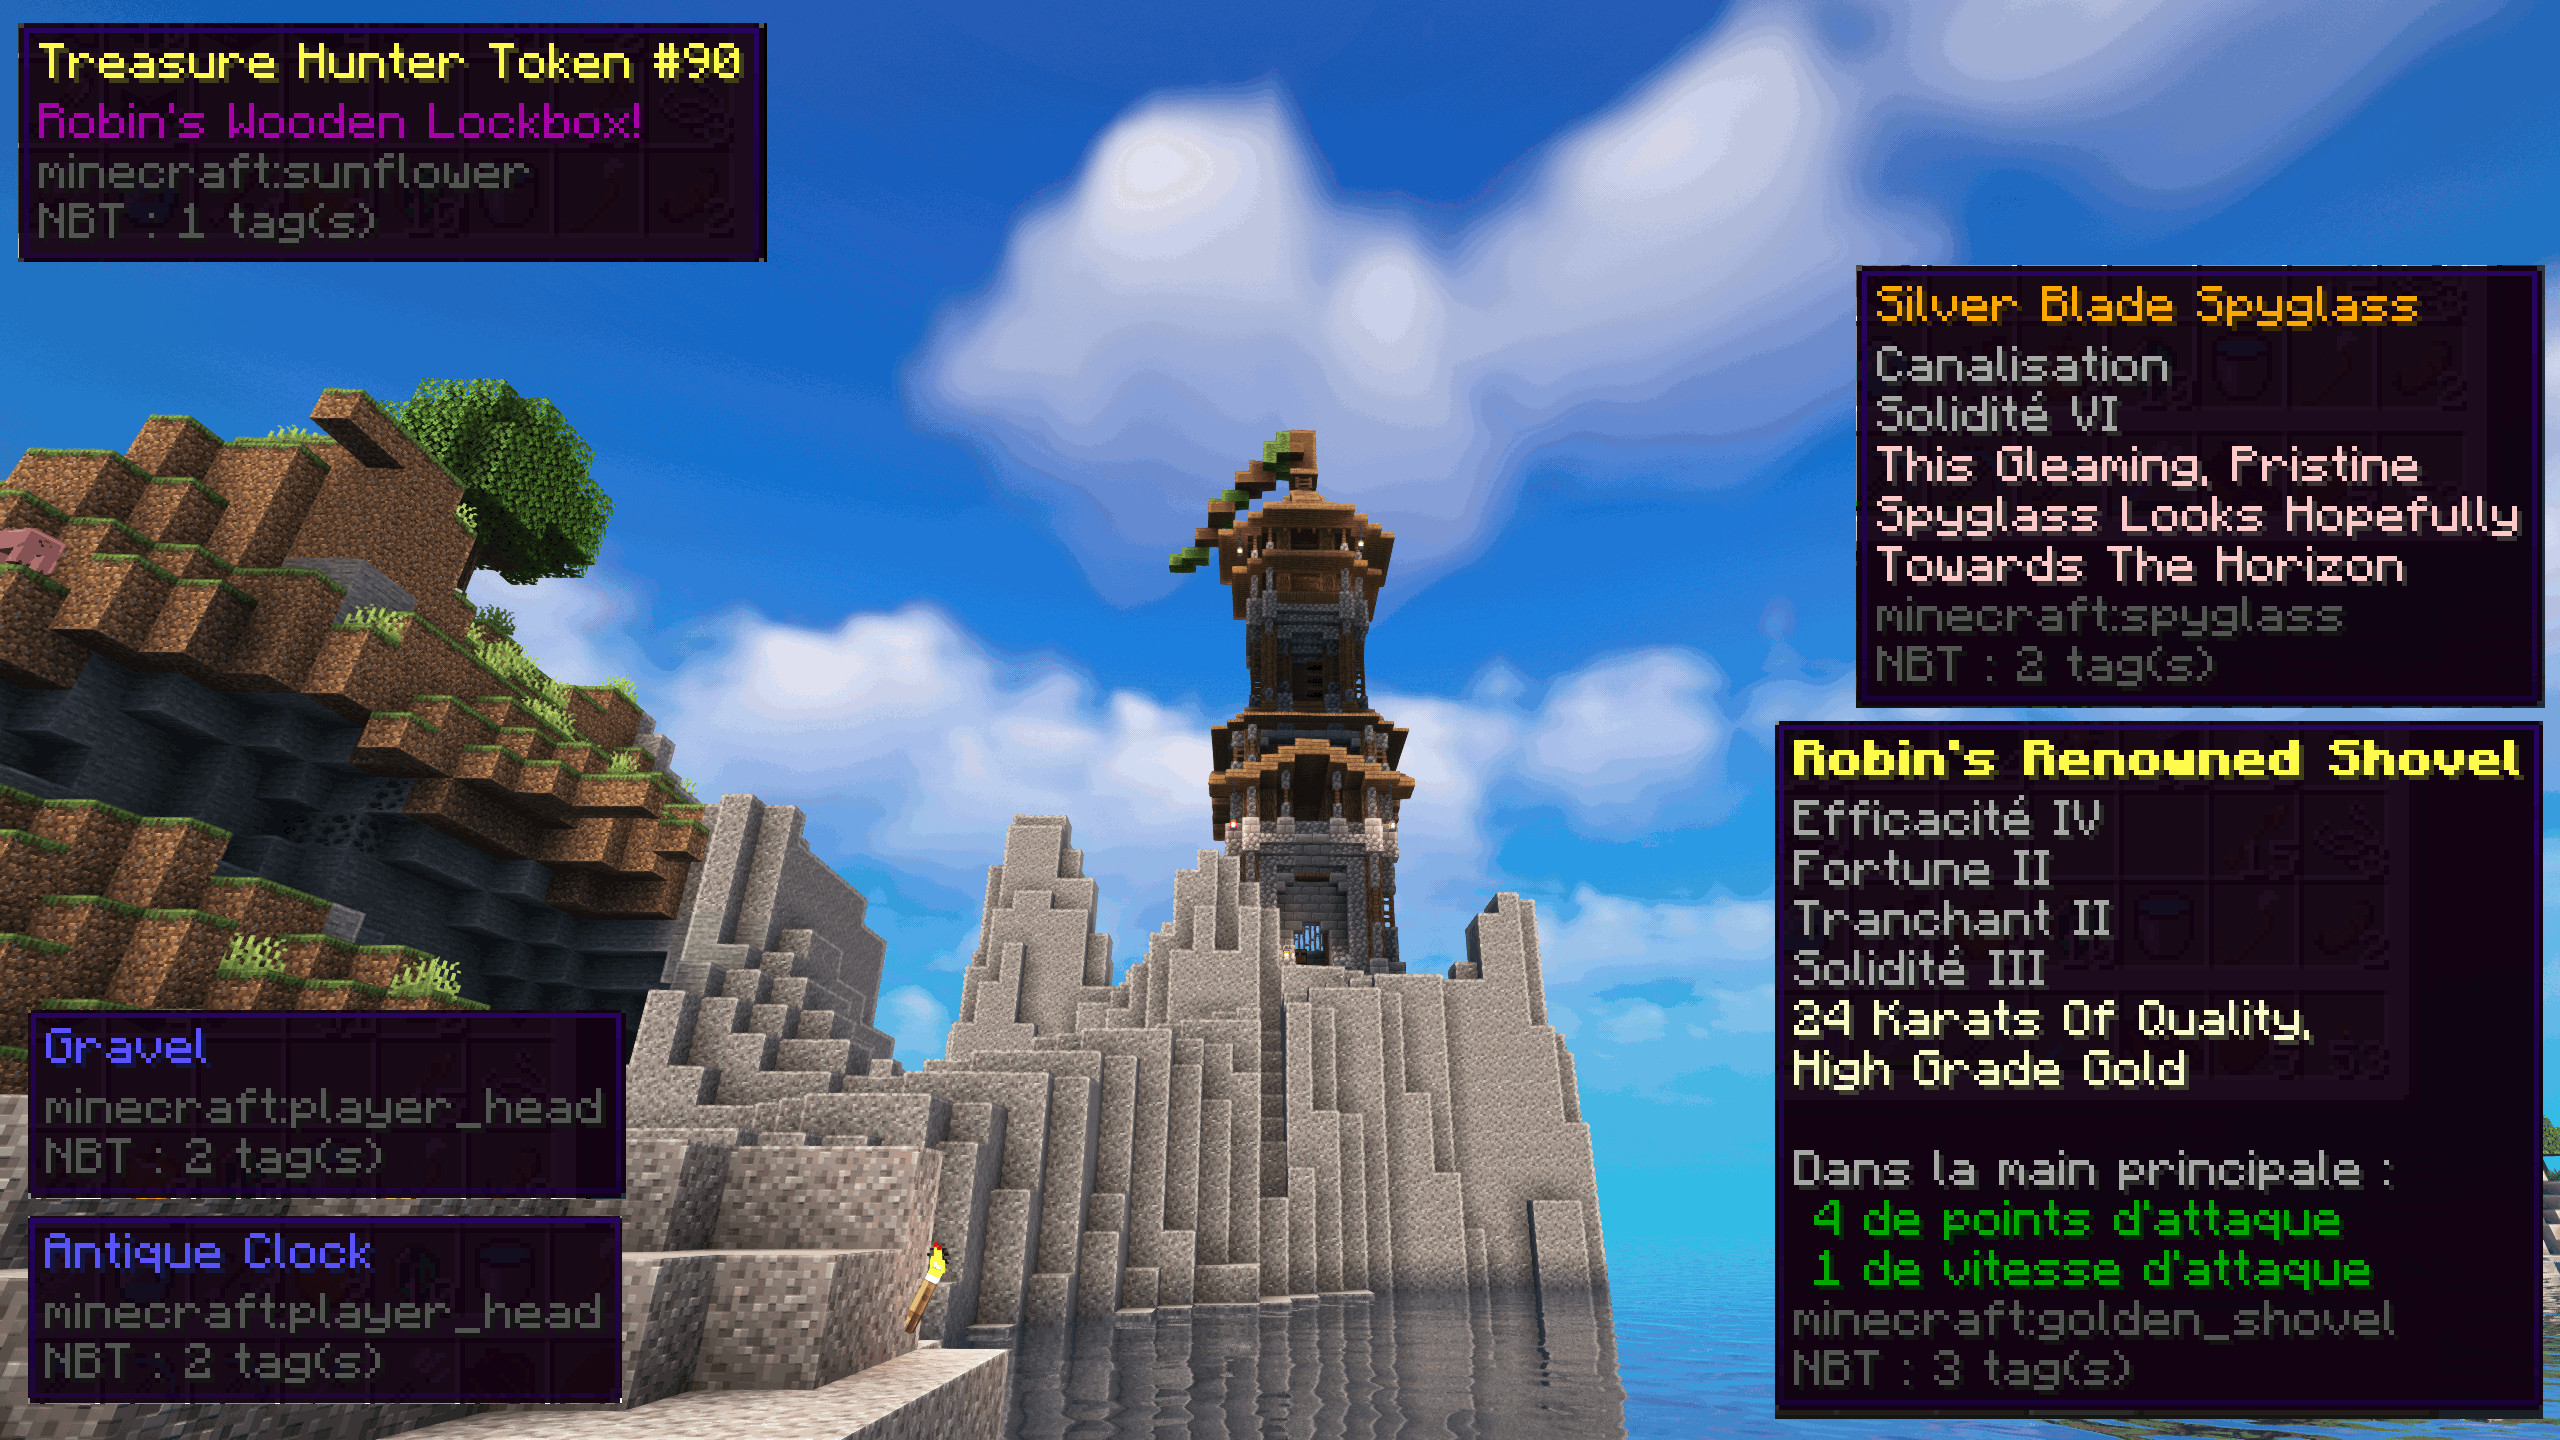 Treasure Hunter Token #90
Robin's Wooden Lockbox!
minecraft:sunflower
NBT : 1 tag(s)
Silver Blade Spyglass
Canalisation
Solidité VI
This Gleaming, Pristine
Spyglass Looks Hopefully
Towards The Horizon
minecraft:spyglass
NBT : 2 tag(s)
Robin's Renowned Shovel
Efficacité IV
Fortune II
Tranchant II
Solidité III
24 Karats Of Quality,
High Grade Gold
Dans la main principale :
4 de points d'attaque
1 de vitesse d'attaque
minecraft:golden_shovel
NBT : 3 tag(s)
Gravel
minecraft:player_head
NBT : 2 tag(s)
Antique Clock
minecraft:player_head
NBT : 2 tag(s)